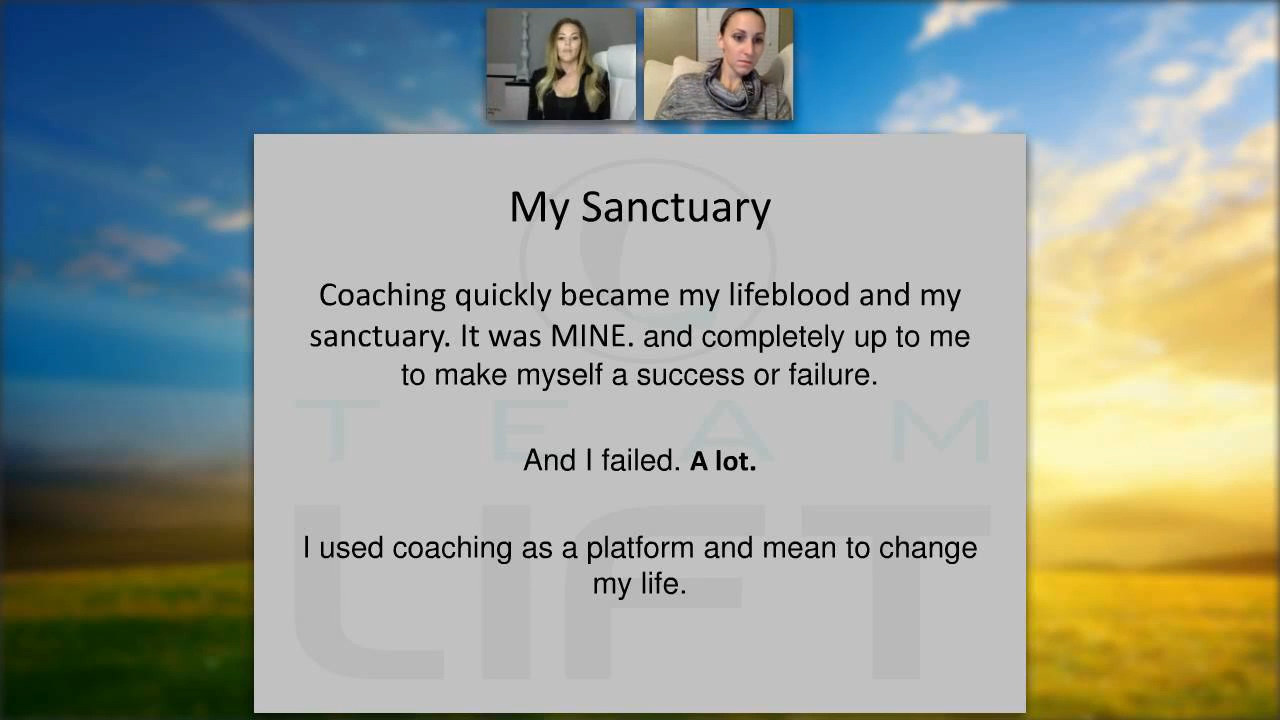 My Sanctuary
Coaching quickly became my lifeblood and my
sanctuary. It was MINE. and completely up to me
to make myself a success or failure.
TEAM
And I failed. A lot.
LIFT
I used coaching as a platform and mean to change
my life.